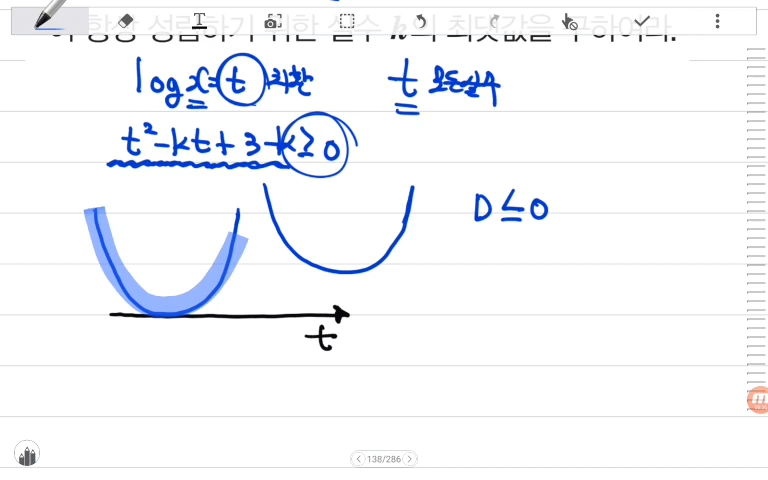 항상 성립하기 위한 실수 k의 최댓값을 구하여라.
log x = t 치환 t 모든실수
t² - kt + 3 - k ≥ 0
D ≤ 0
t
138/286